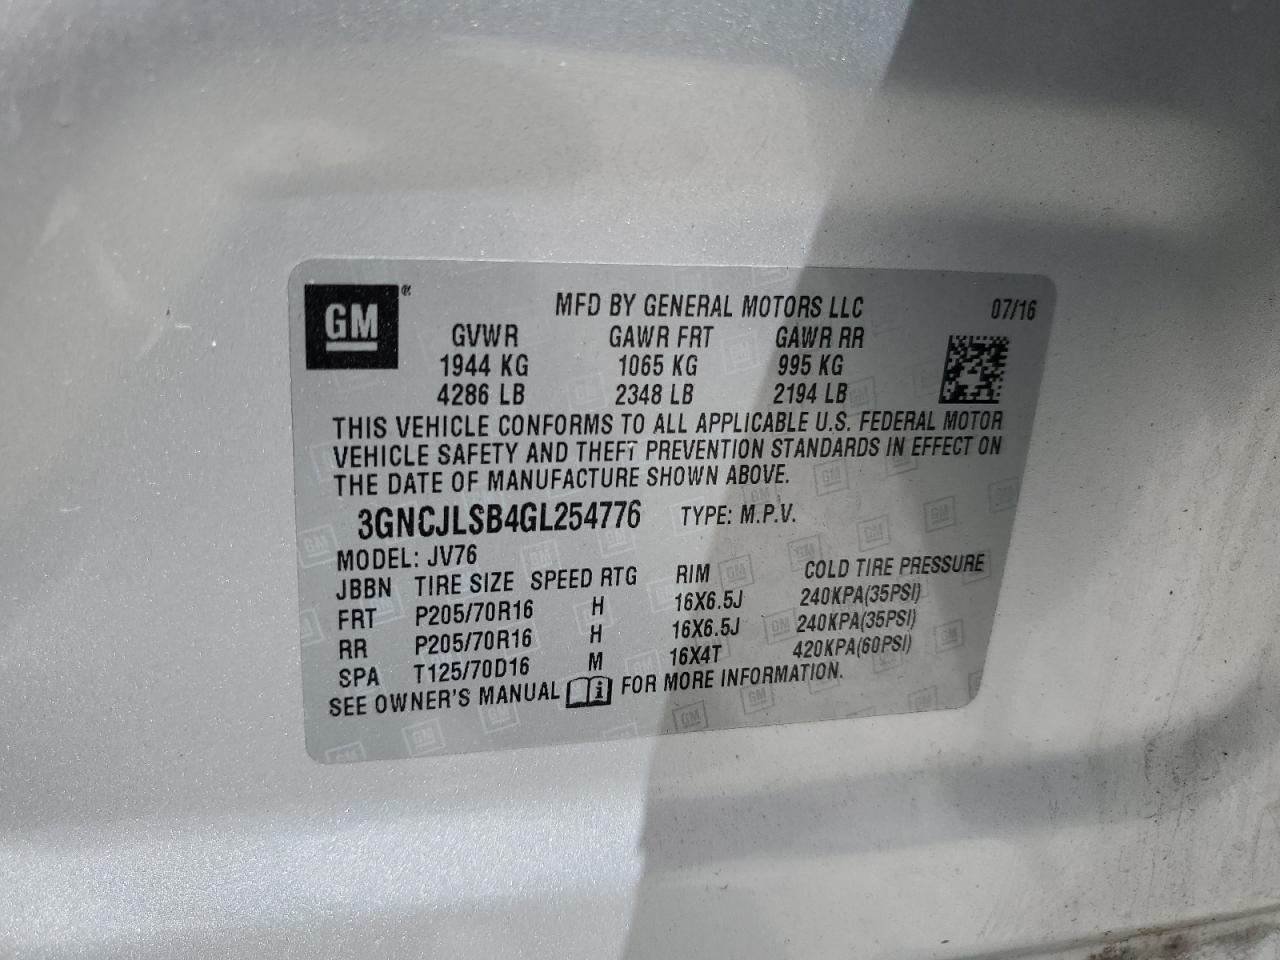 GM®
MFD BY GENERAL MOTORS LLC 07/16
GVWR GAWR FRT GAWR RR
1944 KG 1065 KG 995 KG
4286 LB 2348 LB 2194 LB
THIS VEHICLE CONFORMS TO ALL APPLICABLE U.S. FEDERAL MOTOR
VEHICLE SAFETY AND THEFT PREVENTION STANDARDS IN EFFECT ON
THE DATE OF MANUFACTURE SHOWN ABOVE.
3GNCJLSB4GL254776 TYPE: M.P.V.
MODEL: JV76
JBBN TIRE SIZE SPEED RTG RIM COLD TIRE PRESSURE
FRT P205/70R16 H 16X6.5J 240KPA(35PSI)
RR P205/70R16 H 16X6.5J 240KPA(35PSI)
SPA T125/70D16 M 16X4T 420KPA(60PSI)
SEE OWNER'S MANUAL i FOR MORE INFORMATION.